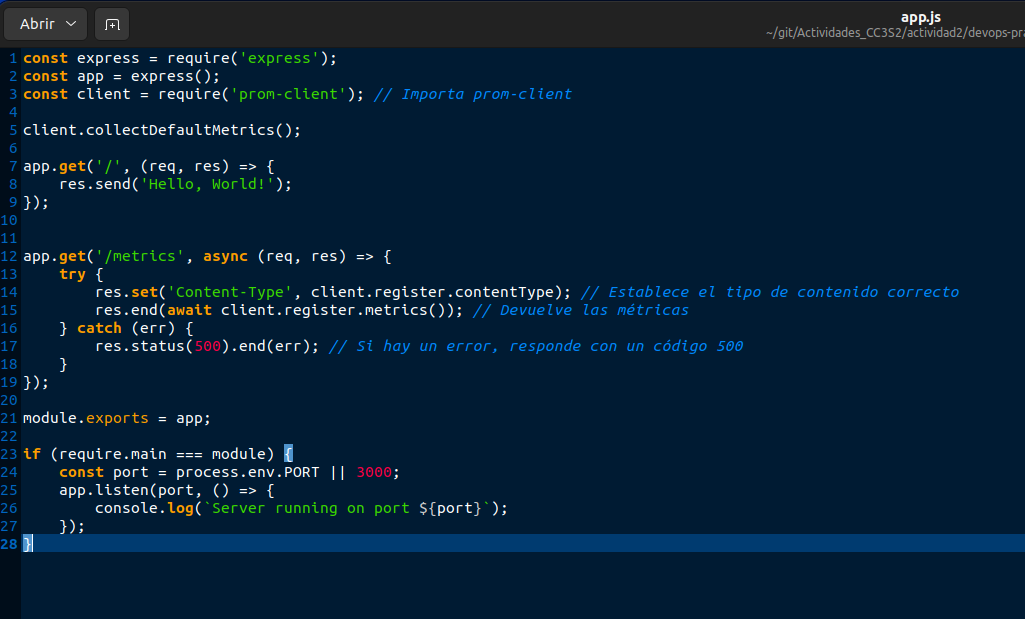 Abrir
app.js
~/git/Actividades_CC3S2/actividad2/devops-pra
1 const express = require('express');
2 const app = express();
3 const client = require('prom-client'); // Importa prom-client
4
5 client.collectDefaultMetrics();
6
7 app.get('/', (req, res) => {
8     res.send('Hello, World!');
9 });
10
11
12 app.get('/metrics', async (req, res) => {
13     try {
14         res.set('Content-Type', client.register.contentType); // Establece el tipo de contenido correcto
15         res.end(await client.register.metrics()); // Devuelve las métricas
16     } catch (err) {
17         res.status(500).end(err); // Si hay un error, responde con un código 500
18     }
19 });
20
21 module.exports = app;
22
23 if (require.main === module) {
24     const port = process.env.PORT || 3000;
25     app.listen(port, () => {
26         console.log(`Server running on port ${port}`);
27     });
28 }